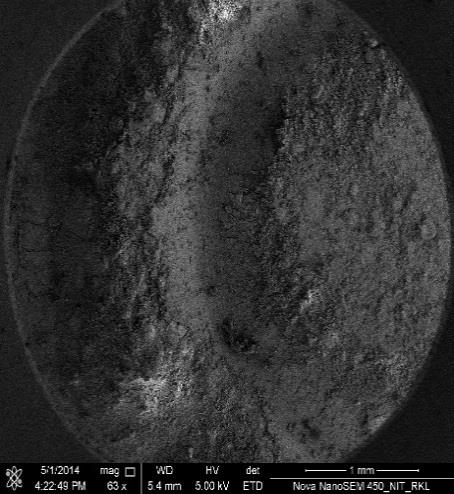 5/1/2014 mag WD HV det 1 mm
4:22:49 PM 63 x 5.4 mm 5.00 kV ETD Nova NanoSEM 450_NIT_RKL